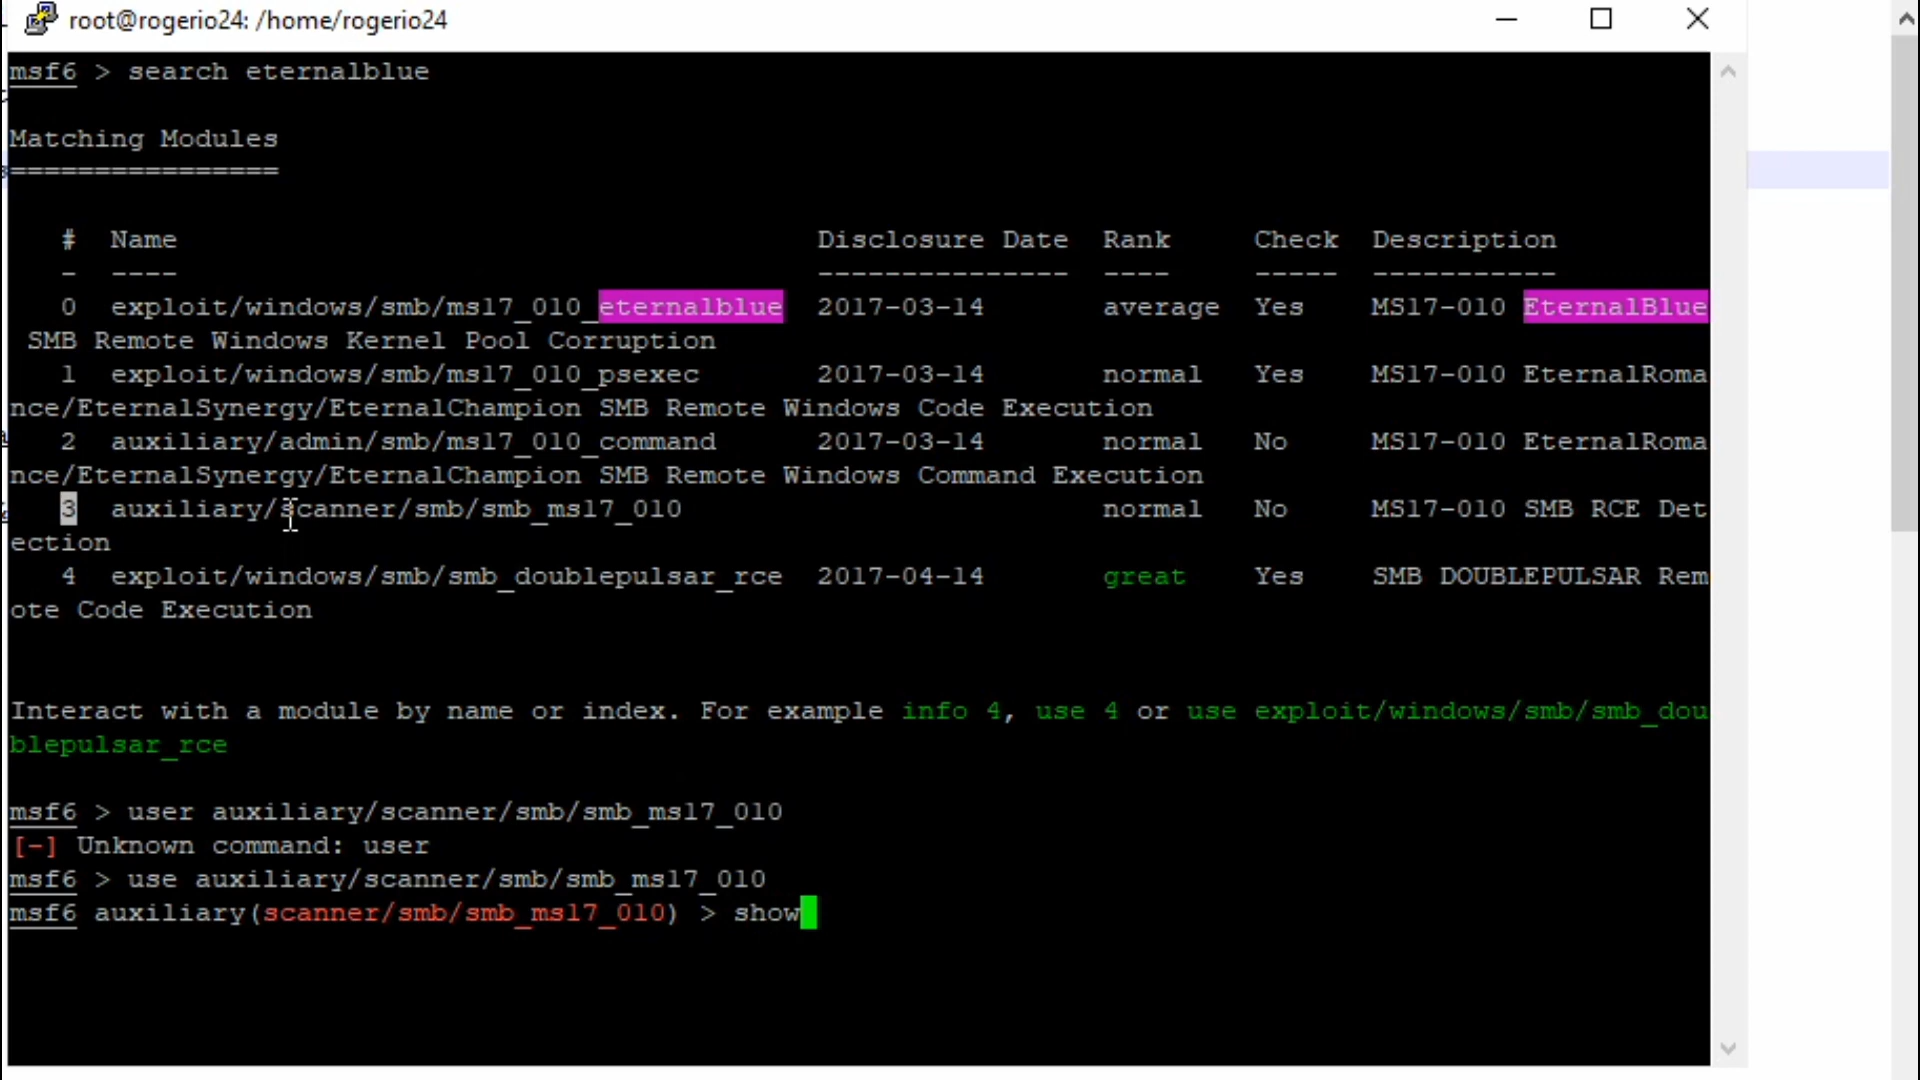 root@rogerio24: /home/rogerio24
msf6 > search eternalblue
Matching Modules
================
# Name Disclosure Date Rank Check Description
- ---- --------------- ---- ----- -----------
0 exploit/windows/smb/ms17_010_eternalblue 2017-03-14 average Yes MS17-010 EternalBlue
SMB Remote Windows Kernel Pool Corruption
1 exploit/windows/smb/ms17_010_psexec 2017-03-14 normal Yes MS17-010 EternalRoma
nce/EternalSynergy/EternalChampion SMB Remote Windows Code Execution
2 auxiliary/admin/smb/ms17_010_command 2017-03-14 normal No MS17-010 EternalRoma
nce/EternalSynergy/EternalChampion SMB Remote Windows Command Execution
3 auxiliary/scanner/smb/smb_ms17_010 normal No MS17-010 SMB RCE Det
ection
4 exploit/windows/smb/smb_doublepulsar_rce 2017-04-14 great Yes SMB DOUBLEPULSAR Rem
ote Code Execution
Interact with a module by name or index. For example info 4, use 4 or use exploit/windows/smb/smb_dou
blepulsar_rce
msf6 > user auxiliary/scanner/smb/smb_ms17_010
[-] Unknown command: user
msf6 > use auxiliary/scanner/smb/smb_ms17_010
msf6 auxiliary(scanner/smb/smb_ms17_010) > show